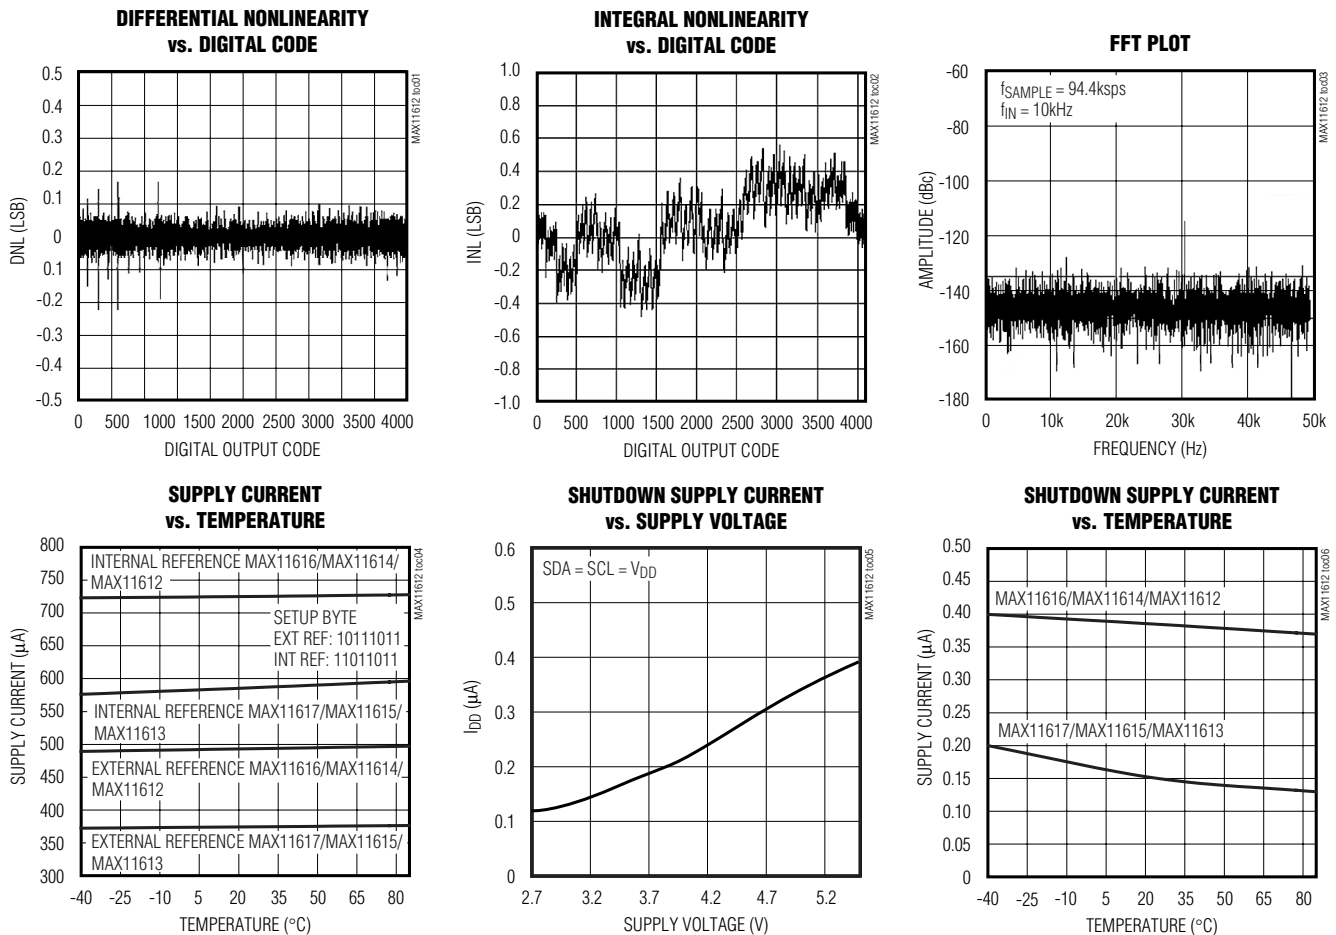 DIFFERENTIAL NONLINEARITY
vs. DIGITAL CODE
0.5
0.4
0.3
0.2
0.1
0
0.1
-0.2
-0.3
-0.4
-0.5
DNL (LSB)
0 500 1000 1500 2000 2500 3000 3500 4000
DIGITAL OUTPUT CODE
MAX11612 toc01
INTEGRAL NONLINEARITY
vs. DIGITAL CODE
1.0
0.8
0.6
0.4
0.2
0
-0.2
-0.4
-0.6
-0.8
-1.0
INL (LSB)
0 500 1000 1500 2000 2500 3000 3500 4000
DIGITAL OUTPUT CODE
MAX11612 toc02
FFT PLOT
fSAMPLE = 94.4ksps
fIN = 10kHz
-60
-80
-100
-120
-140
-160
-180
AMPLITUDE (dBc)
0 10k 20k 30k 40k 50k
FREQUENCY (Hz)
MAX11612 toc03
SUPPLY CURRENT
vs. TEMPERATURE
800
750
700
650
600
550
500
450
400
350
300
SUPPLY CURRENT (µA)
INTERNAL REFERENCE MAX11616/MAX11614/
MAX11612
SETUP BYTE
EXT REF: 10111011
INT REF: 11011011
INTERNAL REFERENCE MAX11617/MAX11615/
MAX11613
EXTERNAL REFERENCE MAX11616/MAX11614/
MAX11612
EXTERNAL REFERENCE MAX11617/MAX11615/
MAX11613
-40 -25 -10 5 20 35 50 65 80
TEMPERATURE (°C)
MAX11612 toc04
SHUTDOWN SUPPLY CURRENT
vs. SUPPLY VOLTAGE
SDA = SCL = VDD
0.6
0.5
0.4
0.3
0.2
0.1
0
IDD (µA)
2.7 3.2 3.7 4.2 4.7 5.2
SUPPLY VOLTAGE (V)
MAX11612 toc05
SHUTDOWN SUPPLY CURRENT
vs. TEMPERATURE
0.50
0.45
0.40
0.35
0.30
0.25
0.20
0.15
0.10
0.05
0
SUPPLY CURRENT (µA)
MAX11616/MAX11614/MAX11612
MAX11617/MAX11615/MAX11613
-40 -25 -10 5 20 35 50 65 80
TEMPERATURE (°C)
MAX11612 toc06